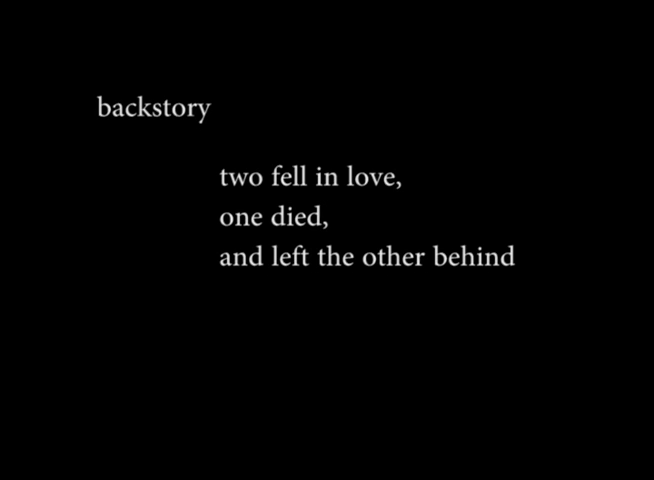 backstory
two fell in love,
one died,
and left the other behind